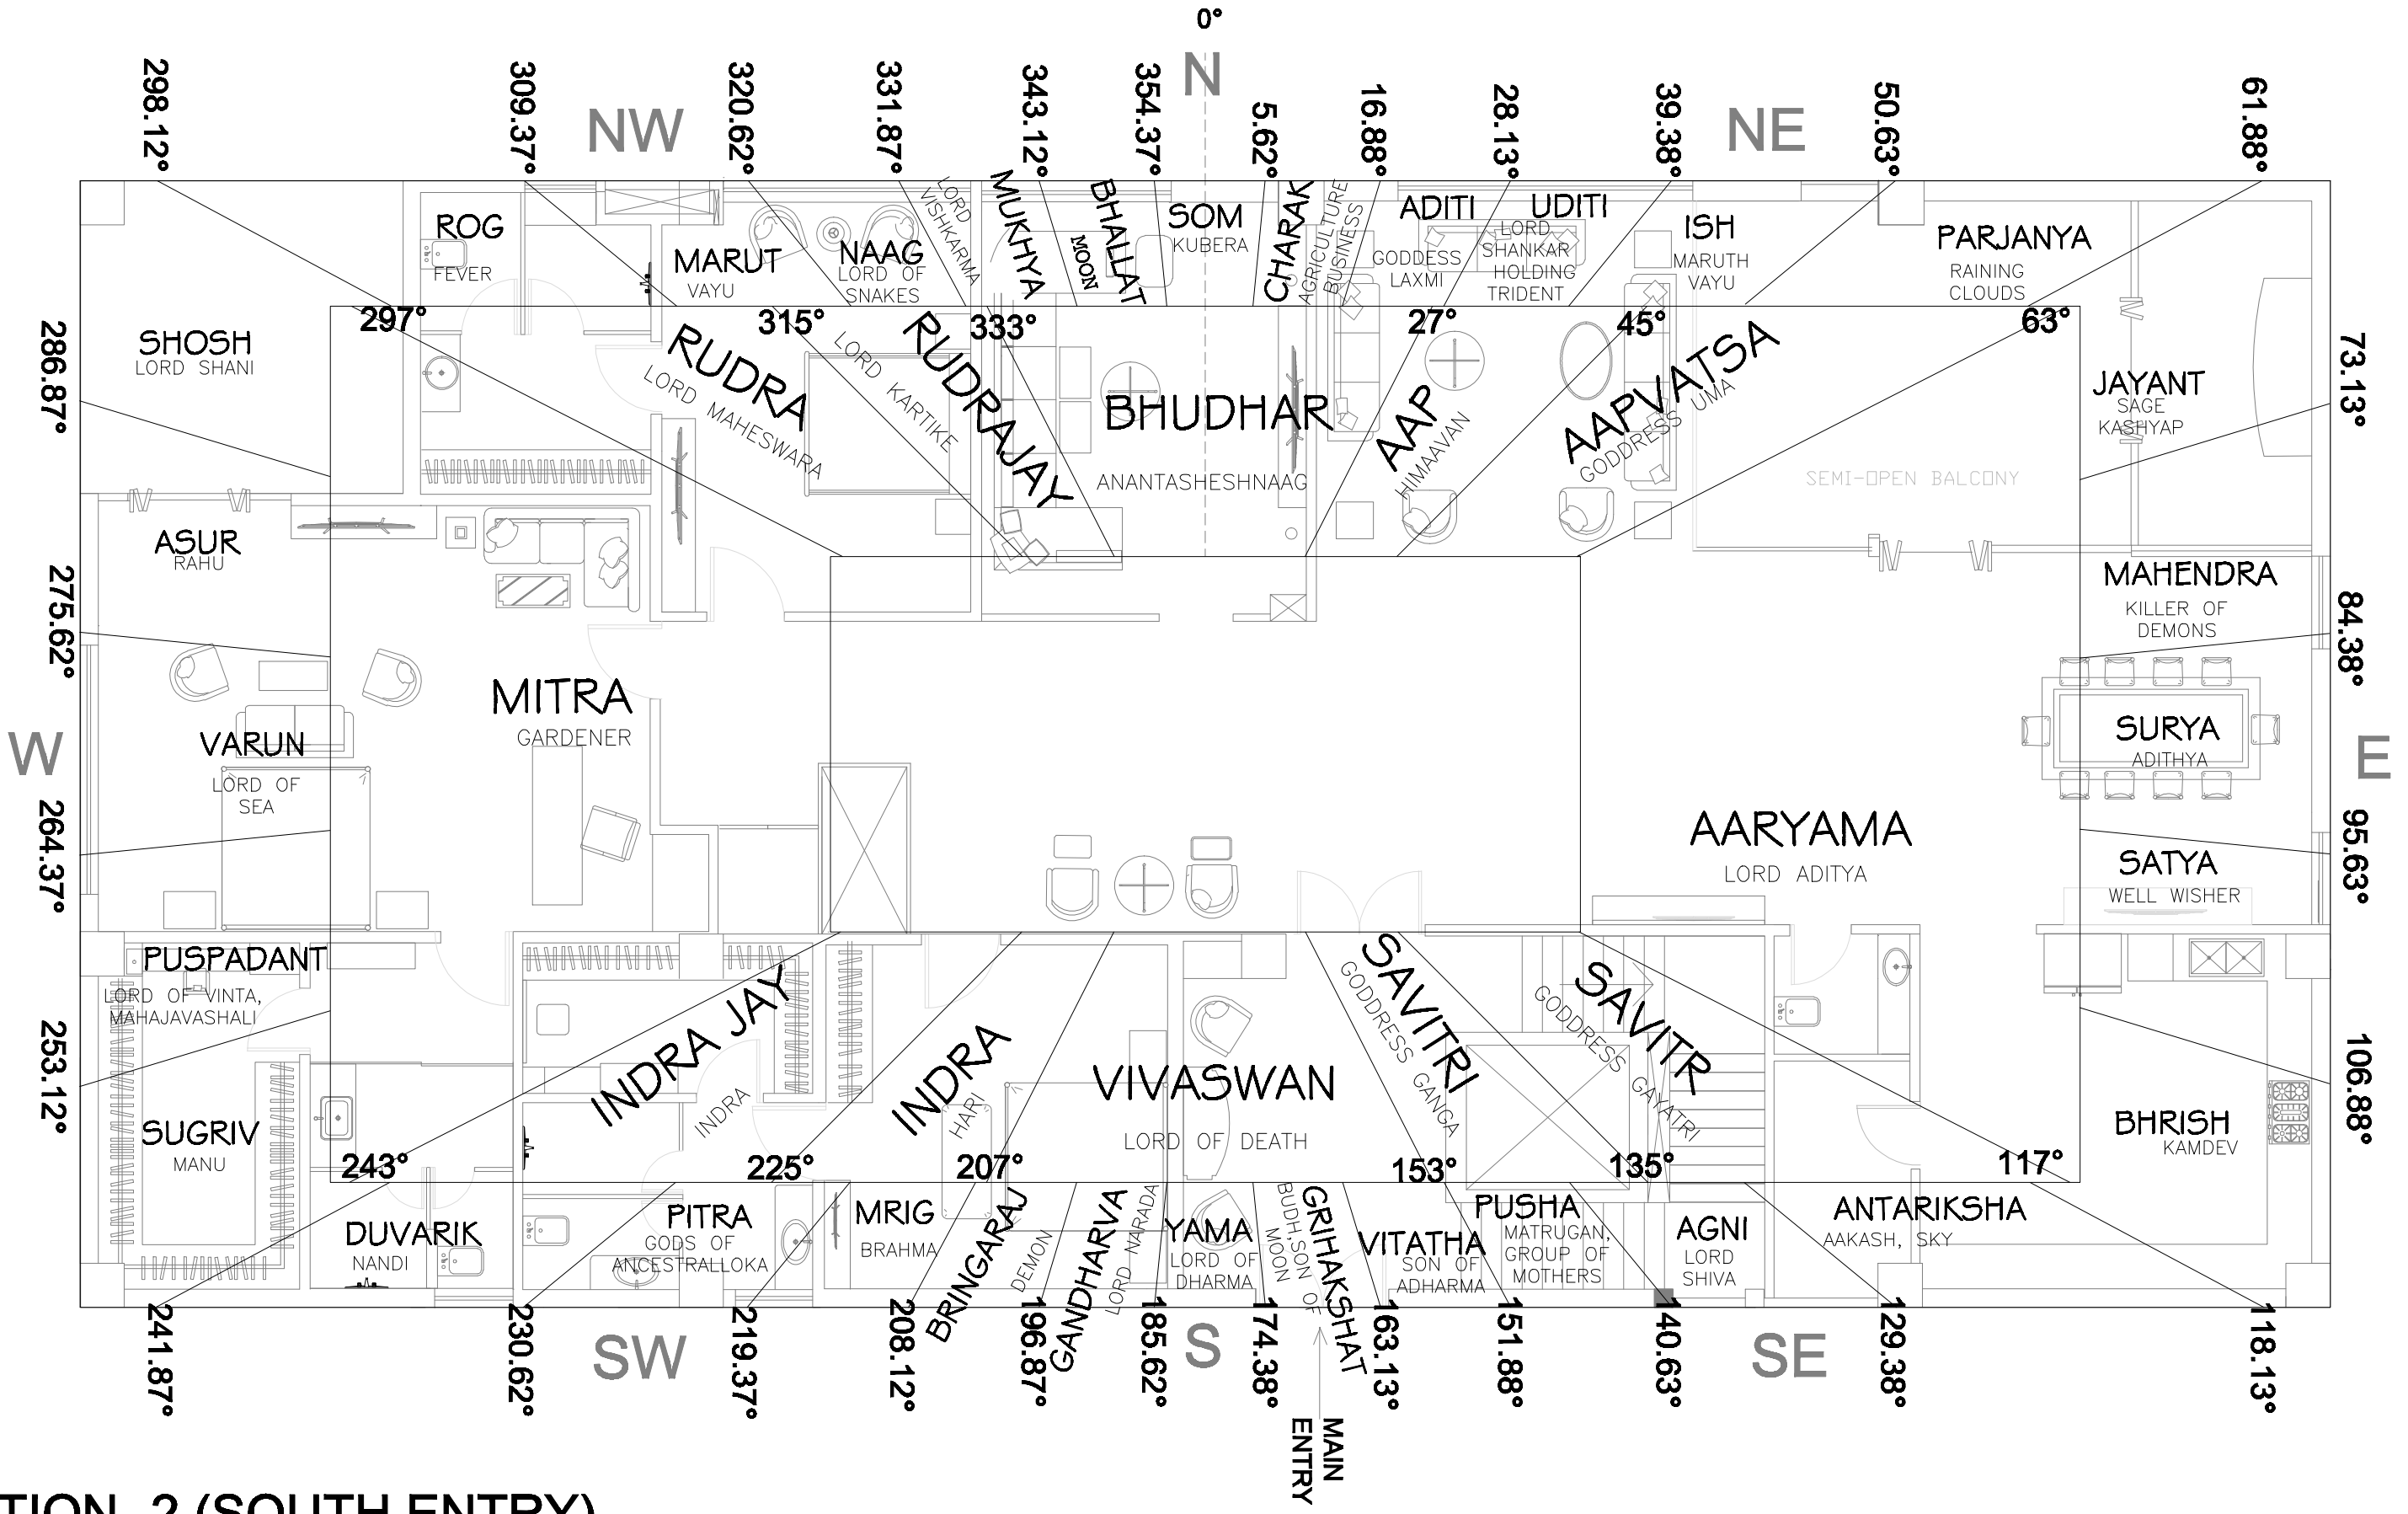 0°
N
298.12°
309.37°
NW
320.62°
331.87°
343.12°
354.37°
5.62°
16.88°
28.13°
39.38°
NE
50.63°
61.88°
ROG
FEVER
MARUT
VAYU
NAAG
LORD OF
SNAKES
LORD
VISHKARMA
MUKHYA
MOON
BHALLAT
SOM
KUBERA
CHARAK
AGRICULTURE
BUSINESS
ADITI
GODDESS
LAXMI
UDITI
LORD
SHANKAR
HOLDING
TRIDENT
ISH
MARUTH
VAYU
PARJANYA
RAINING
CLOUDS
297°
315°
333°
27°
45°
63°
286.87°
SHOSH
LORD SHANI
RUDRA
LORD MAHESWARA
LORD KARTIKE
RUDRAJAY
BHUDHAR
ANANTASHESHNAAG
AAP
HIMAAVAN
AAPVATSA
GODDRESS UMA
SEMI-OPEN BALCONY
JAYANT
SAGE
KASHYAP
73.13°
ASUR
RAHU
275.62°
MAHENDRA
KILLER OF
DEMONS
84.38°
MITRA
GARDENER
W
VARUN
LORD OF
SEA
SURYA
ADITHYA
E
264.37°
AARYAMA
LORD ADITYA
SATYA
WELL WISHER
95.63°
PUSPADANT
LORD OF VINTA,
MAHAJAVASHALI
253.12°
INDRA JAY
INDRA
INDRA
HARI
VIVASWAN
LORD OF DEATH
SAVITRI
GODDRESS GANGA
SAVITR
GODDRESS GAYATRI
106.88°
SUGRIV
MANU
BHRISH
KAMDEV
243°
225°
207°
153°
135°
117°
DUVARIK
NANDI
PITRA
GODS OF
ANCESTRALLOKA
MRIG
BRAHMA
BRINGARAJ
DEMON
GANDHARVA
LORD NARADA
YAMA
LORD OF
DHARMA
BUDH,SON OF
MOON
GRIHAKSHAT
VITATHA
SON OF
ADHARMA
PUSHA
MATRUGAN,
GROUP OF
MOTHERS
AGNI
LORD
SHIVA
ANTARIKSHA
AAKASH, SKY
241.87°
230.62°
SW
219.37°
208.12°
196.87°
185.62°
S
174.38°
163.13°
151.88°
140.63°
SE
129.38°
118.13°
MAIN
ENTRY
TION 2 (SOUTH ENTRY)